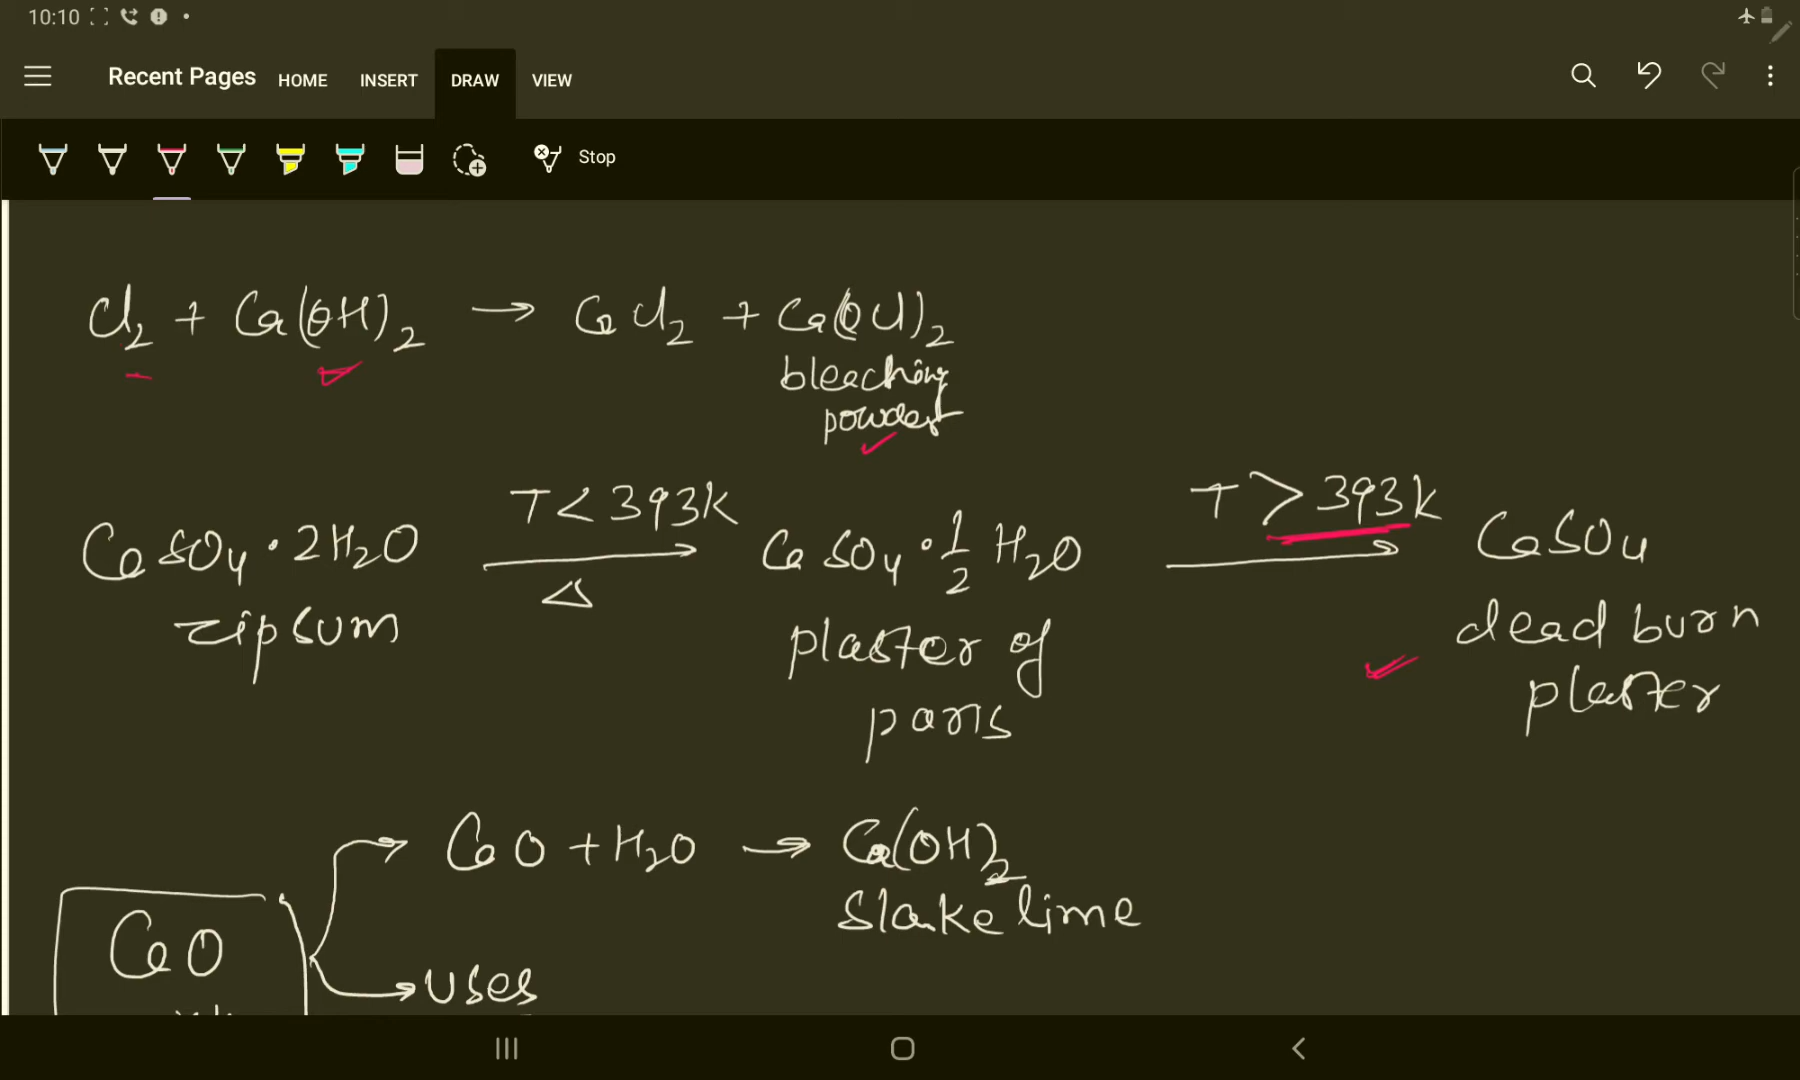 10:10
Recent Pages HOME INSERT DRAW VIEW
Stop
Cl₂ + Ca(OH)₂ → CaCl₂ + Ca(OCl)₂
bleaching
powder
T < 393K
T > 393K
CaSO₄·2H₂O → CaSO₄·½H₂O → CaSO₄
Δ
zipsum
plaster of
paris
dead burn
plaster
CaO + H₂O → Ca(OH)₂
Slake lime
CaO
→ Uses